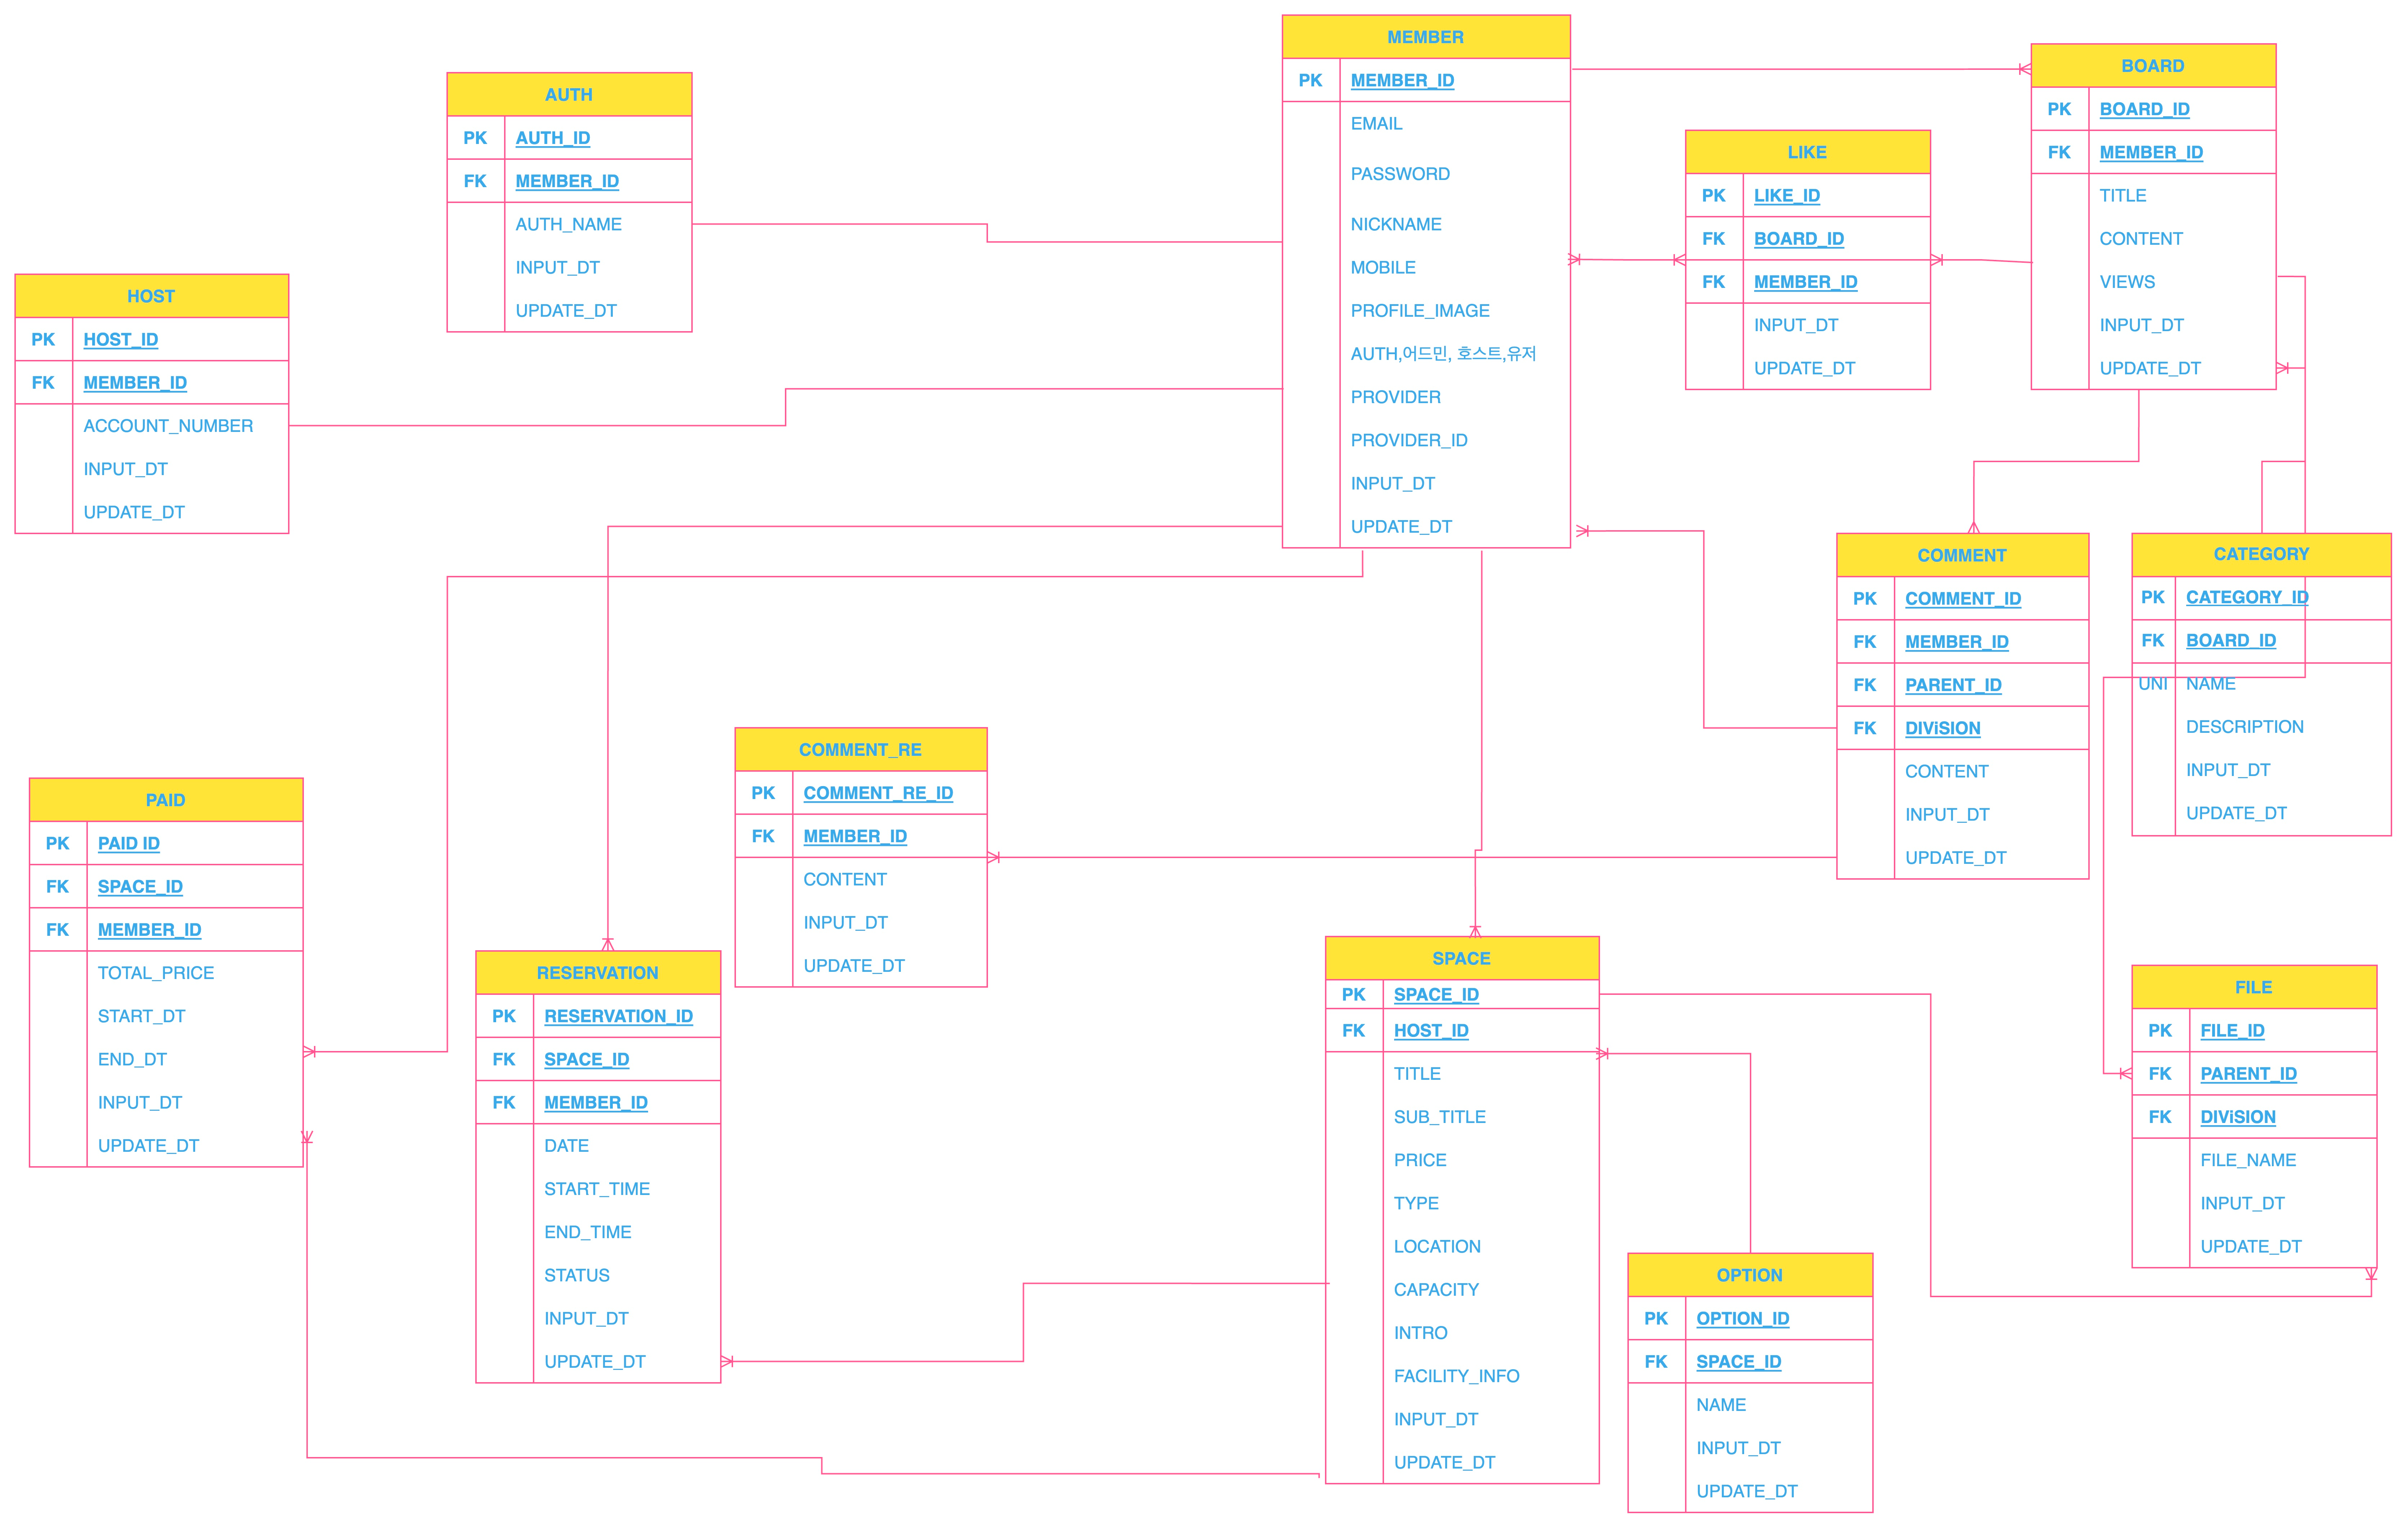 MEMBER
PK MEMBER_ID
EMAIL
PASSWORD
NICKNAME
MOBILE
PROFILE_IMAGE
AUTH,어드민, 호스트,유저
PROVIDER
PROVIDER_ID
INPUT_DT
UPDATE_DT
BOARD
PK BOARD_ID
FK MEMBER_ID
TITLE
CONTENT
VIEWS
INPUT_DT
UPDATE_DT
AUTH
PK AUTH_ID
FK MEMBER_ID
AUTH_NAME
INPUT_DT
UPDATE_DT
LIKE
PK LIKE_ID
FK BOARD_ID
FK MEMBER_ID
INPUT_DT
UPDATE_DT
HOST
PK HOST_ID
FK MEMBER_ID
ACCOUNT_NUMBER
INPUT_DT
UPDATE_DT
COMMENT
PK COMMENT_ID
FK MEMBER_ID
FK PARENT_ID
FK DIViSION
CONTENT
INPUT_DT
UPDATE_DT
CATEGORY
PK CATEGORY_ID
FK BOARD_ID
UNI NAME
DESCRIPTION
INPUT_DT
UPDATE_DT
COMMENT_RE
PK COMMENT_RE_ID
FK MEMBER_ID
CONTENT
INPUT_DT
UPDATE_DT
PAID
PK PAID ID
FK SPACE_ID
FK MEMBER_ID
TOTAL_PRICE
START_DT
END_DT
INPUT_DT
UPDATE_DT
RESERVATION
PK RESERVATION_ID
FK SPACE_ID
FK MEMBER_ID
DATE
START_TIME
END_TIME
STATUS
INPUT_DT
UPDATE_DT
SPACE
PK SPACE_ID
FK HOST_ID
TITLE
SUB_TITLE
PRICE
TYPE
LOCATION
CAPACITY
INTRO
FACILITY_INFO
INPUT_DT
UPDATE_DT
FILE
PK FILE_ID
FK PARENT_ID
FK DIViSION
FILE_NAME
INPUT_DT
UPDATE_DT
OPTION
PK OPTION_ID
FK SPACE_ID
NAME
INPUT_DT
UPDATE_DT